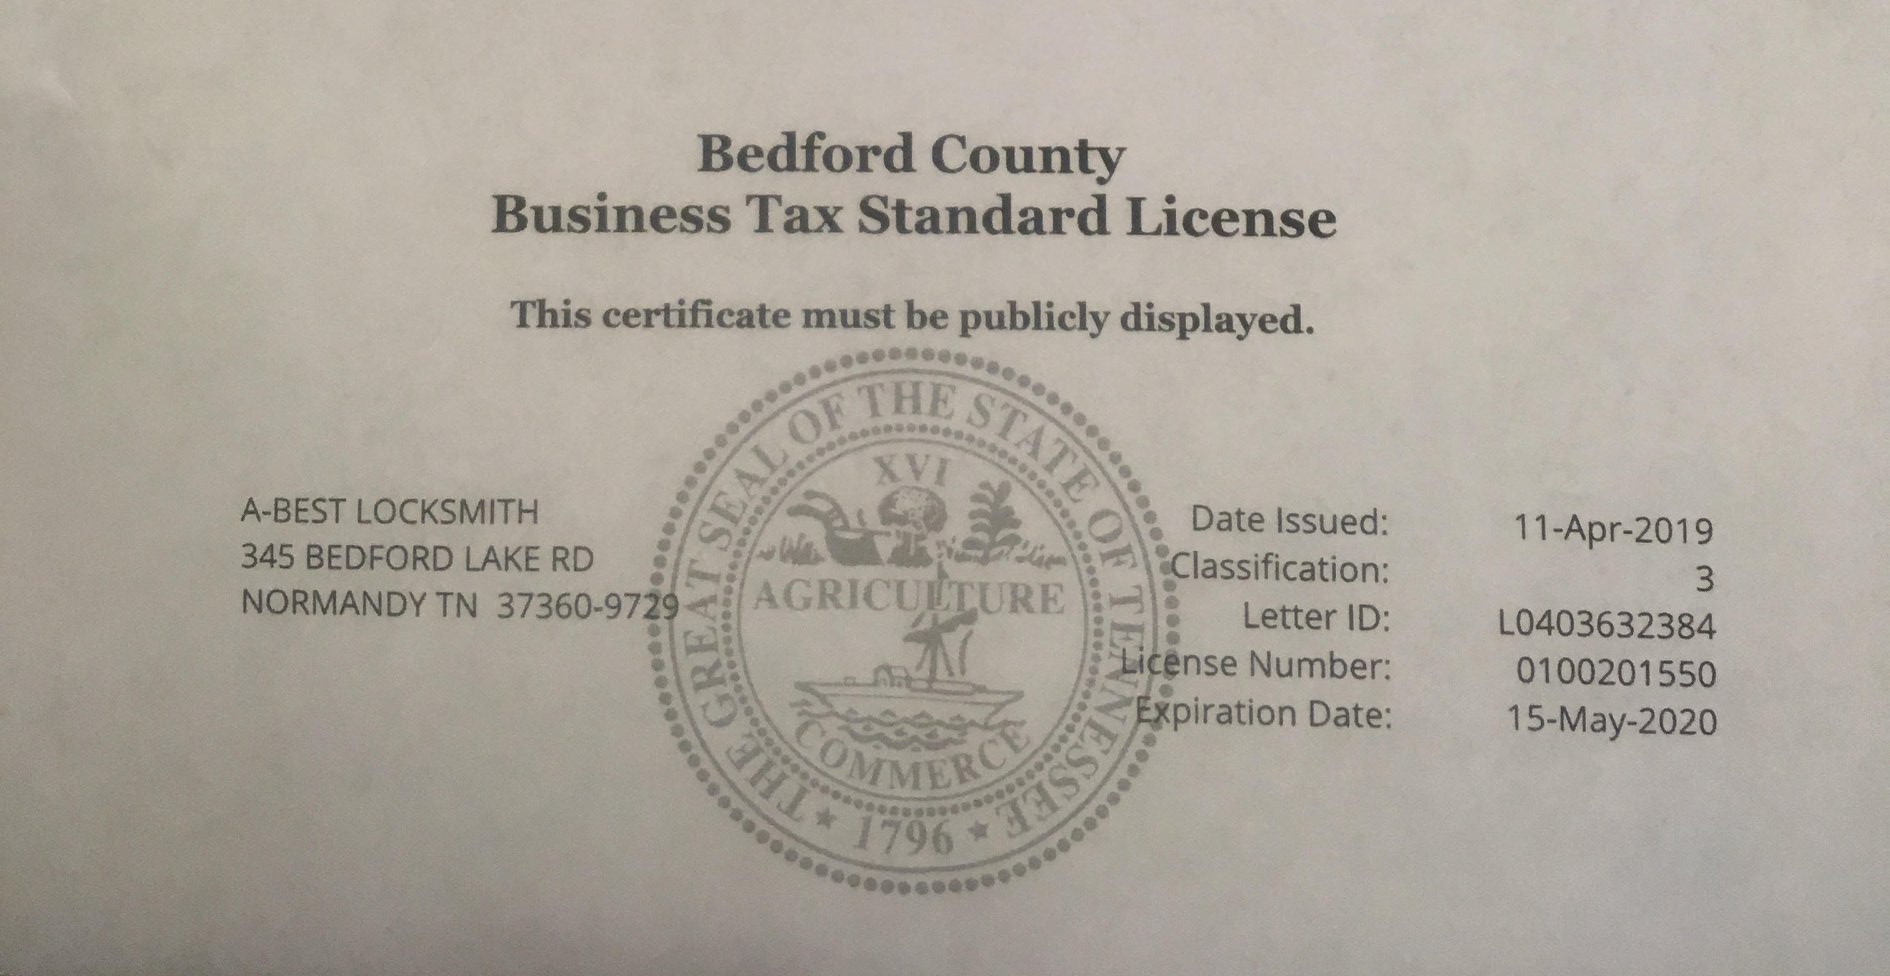 Bedford County
Business Tax Standard License
This certificate must be publicly displayed.
A-BEST LOCKSMITH
345 BEDFORD LAKE RD
NORMANDY TN 37360-9729
THE GREAT SEAL OF THE STATE OF TENNESSEE
XVI
AGRICULTURE
COMMERCE
1796
Date Issued: 11-Apr-2019
Classification: 3
Letter ID: L0403632384
License Number: 0100201550
Expiration Date: 15-May-2020